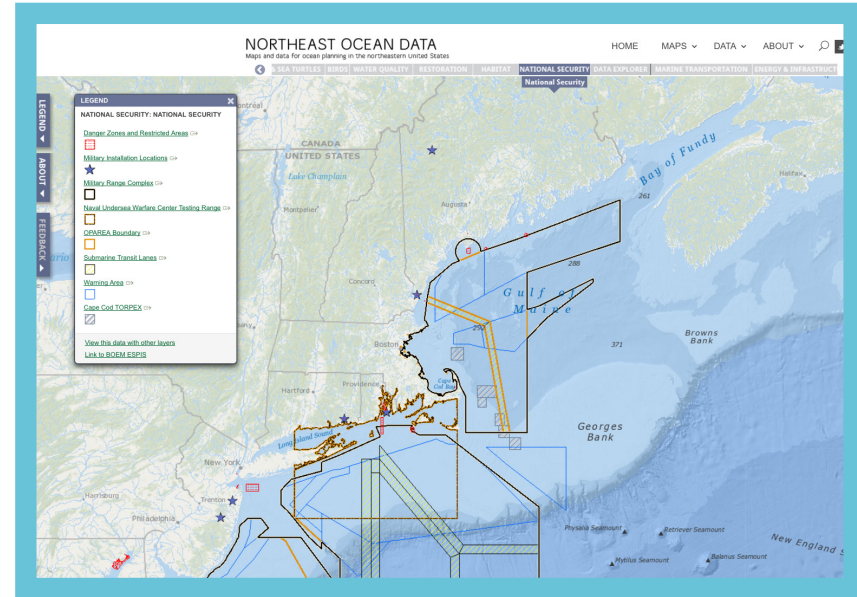 NORTHEAST OCEAN DATA
Maps and data for ocean planning in the northeastern United States
HOME MAPS DATA ABOUT
& SEA TURTLES BIRDS WATER QUALITY RESTORATION HABITAT NATIONAL SECURITY DATA EXPLORER MARINE TRANSPORTATION ENERGY & INFRASTRUCT
National Security
LEGEND
ABOUT
FEEDBACK
LEGEND
NATIONAL SECURITY: NATIONAL SECURITY
Danger Zones and Restricted Areas
Military Installation Locations
Military Range Complex
Naval Undersea Warfare Center Testing Range
OPAREA Boundary
Submarine Transit Lanes
Warning Area
Cape Cod TORPEX
View this data with other layers
Link to BOEM ESPIS
ontréal
CANADA
UNITED STATES
Lake Champlain
Montpelier
Augusta
Bay of Fundy
Halifax
261
288
Concord
Gulf of
Maine
292
371
Browns
Bank
Boston
Cape
Cod Bay
Providence
Hartford
Long Island Sound
Georges
Bank
New York
Harrisburg
Trenton
Philadelphia
Physalia Seamount
Retriever Seamount
New England S
Mytilus Seamount
Balanus Seamount